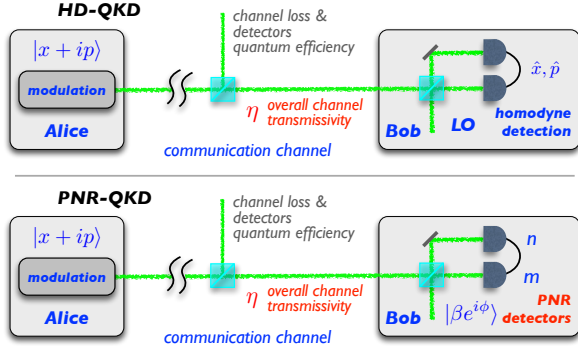 HD-QKD
|x + ip⟩
modulation
Alice
channel loss &
detectors
quantum efficiency
η overall channel
transmissivity
communication channel
x̂, p̂
Bob
LO
homodyne
detection
PNR-QKD
|x + ip⟩
modulation
Alice
channel loss &
detectors
quantum efficiency
η overall channel
transmissivity
communication channel
n
m
Bob
|βe^{iϕ}⟩
PNR
detectors